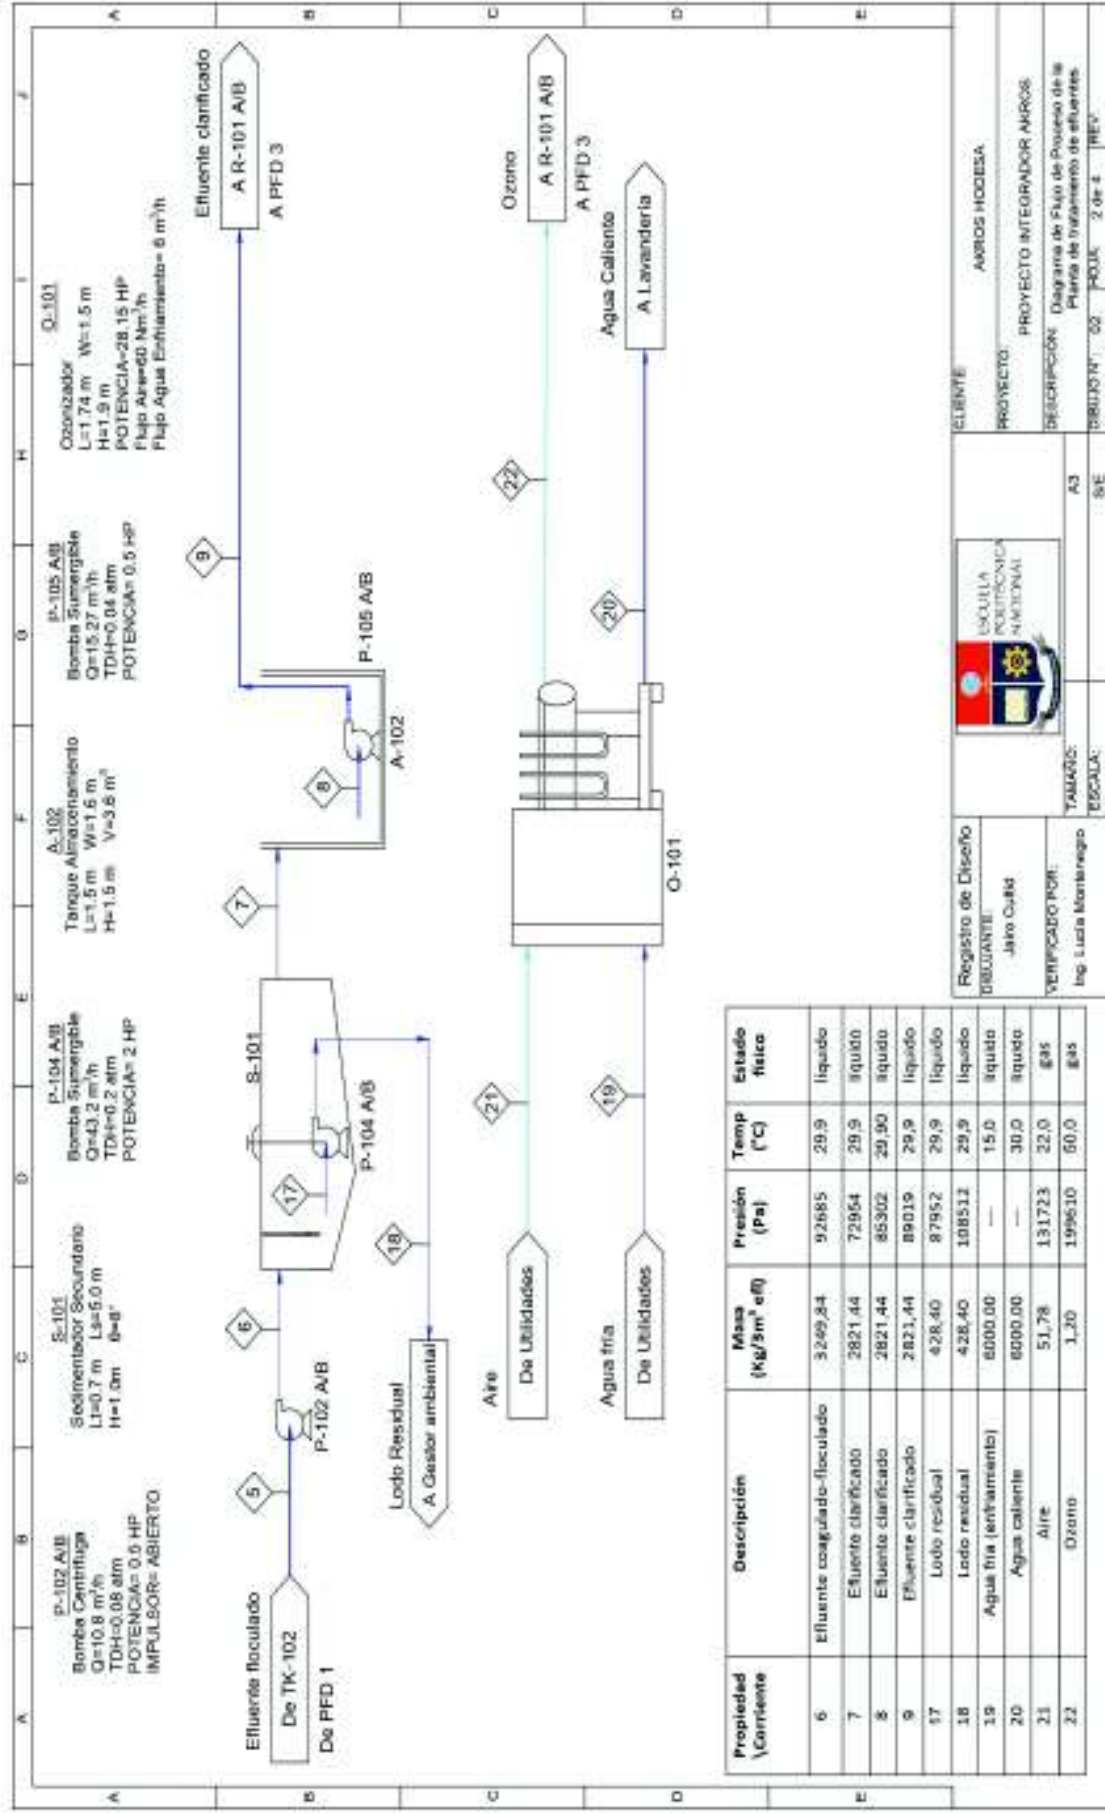 A
B
C
D
E
F
G
H
I
J
A
B
C
D
E
A
B
C
D
E
P-102 A/B
Bomba Centrífuga
Q=10.8 m³/h
TDH=0.08 atm
POTENCIA= 0.5 HP
IMPULSOR= ABIERTO
S-101
Sedimentador Secundario
Lt=0.7 m Ls=5.0 m
H=1.0m θ=8°
P-104 A/B
Bomba Sumergible
Q=43.2 m³/h
TDH=0.2 atm
POTENCIA= 2 HP
A-102
Tanque Almacenamiento
L=1.5 m W=1.6 m
H=1.5 m V=3.6 m³
P-105 A/B
Bomba Sumergible
Q=15.27 m³/h
TDH=0.04 atm
POTENCIA= 0.5 HP
O-101
Ozonizador
L=1.74 m W=1.5 m
H=1.9 m
POTENCIA=28.15 HP
Flujo Aire=60 Nm³/h
Flujo Agua Enfriamiento= 6 m³/h
Efluente floculado
De TK-102
De PFD 1
5
P-102 A/B
6
S-101
17
P-104 A/B
18
Lodo Residual
A Gestor ambiental
7
8
A-102
P-105 A/B
9
Efluente clarificado
A R-101 A/B
A PFD 3
Aire
De Utilidades
21
Agua fría
De Utilidades
19
O-101
22
Ozono
A R-101 A/B
A PFD 3
20
Agua Caliente
A Lavandería
Propiedad \Corriente Descripción Masa (Kg/3m³ efl) Presión (Pa) Temp (°C) Estado físico
6 Efluente coagulado-floculado 3249,84 92685 29,9 líquido
7 Efluente clarificado 2821,44 72954 29,9 líquido
8 Efluente clarificado 2821,44 85302 29,90 líquido
9 Efluente clarificado 2821,44 89019 29,9 líquido
17 Lodo residual 428,40 87952 29,9 líquido
18 Lodo residual 428,40 108512 29,9 líquido
19 Agua fría (enfriamiento) 6000,00 --- 15,0 líquido
20 Agua caliente 6000,00 --- 30,0 líquido
21 Aire 51,78 131723 22,0 gas
22 Ozono 1,20 199610 60,0 gas
Registro de Diseño
DIBUJANTE:
Jairo
VERIFICADO POR:
Ing. Lucía Montenegro
ESCUELA
POLITÉCNICA
NACIONAL
TAMAÑO: A3
ESCALA: S/E
CLIENTE:
AKROS HODESA
PROYECTO:
PROYECTO INTEGRADOR AKROS
DESCRIPCIÓN: Diagrama de Flujo de Proceso de la
Planta de tratamiento de efluentes
DIBUJO N°: 02 HOJA: 2 de 4 REV: